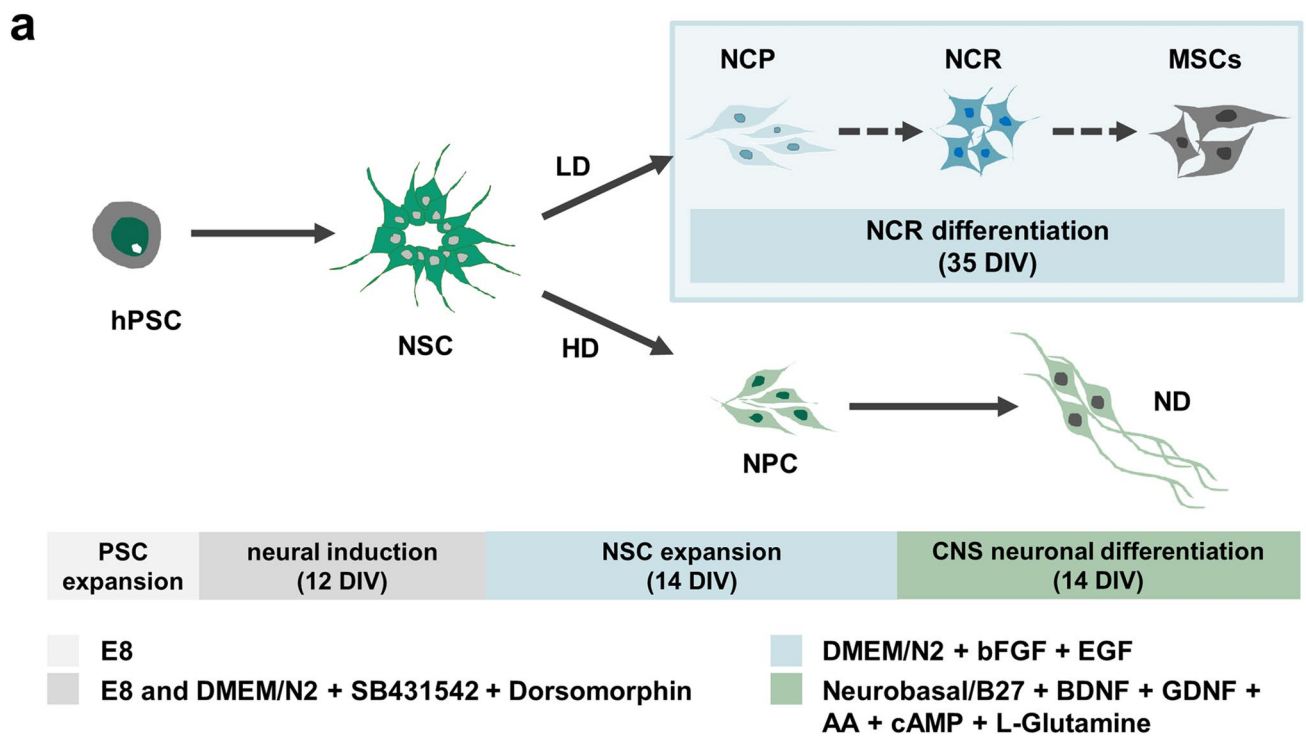 a
NCP
NCR
MSCs
LD
NCR differentiation
(35 DIV)
hPSC
NSC
HD
NPC
ND
PSC
expansion
neural induction
(12 DIV)
NSC expansion
(14 DIV)
CNS neuronal differentiation
(14 DIV)
E8
E8 and DMEM/N2 + SB431542 + Dorsomorphin
DMEM/N2 + bFGF + EGF
Neurobasal/B27 + BDNF + GDNF +
AA + cAMP + L-Glutamine